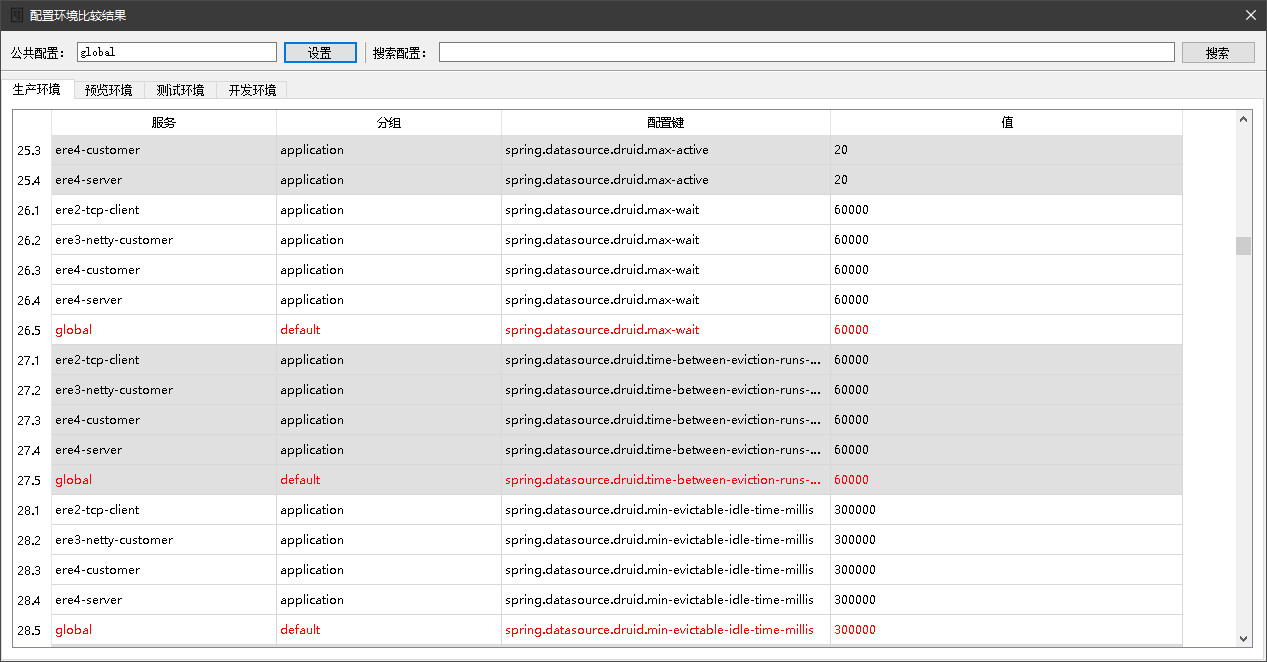 配置环境比较结果
公共配置： global 设置 搜索配置： 搜索
生产环境 预览环境 测试环境 开发环境
服务 分组 配置键 值
25.3 ere4-customer application spring.datasource.druid.max-active 20
25.4 ere4-server application spring.datasource.druid.max-active 20
26.1 ere2-tcp-client application spring.datasource.druid.max-wait 60000
26.2 ere3-netty-customer application spring.datasource.druid.max-wait 60000
26.3 ere4-customer application spring.datasource.druid.max-wait 60000
26.4 ere4-server application spring.datasource.druid.max-wait 60000
26.5 global default spring.datasource.druid.max-wait 60000
27.1 ere2-tcp-client application spring.datasource.druid.time-between-eviction-runs-... 60000
27.2 ere3-netty-customer application spring.datasource.druid.time-between-eviction-runs-... 60000
27.3 ere4-customer application spring.datasource.druid.time-between-eviction-runs-... 60000
27.4 ere4-server application spring.datasource.druid.time-between-eviction-runs-... 60000
27.5 global default spring.datasource.druid.time-between-eviction-runs-... 60000
28.1 ere2-tcp-client application spring.datasource.druid.min-evictable-idle-time-millis 300000
28.2 ere3-netty-customer application spring.datasource.druid.min-evictable-idle-time-millis 300000
28.3 ere4-customer application spring.datasource.druid.min-evictable-idle-time-millis 300000
28.4 ere4-server application spring.datasource.druid.min-evictable-idle-time-millis 300000
28.5 global default spring.datasource.druid.min-evictable-idle-time-millis 300000